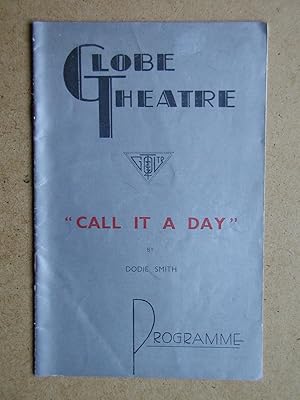 GLOBE
THEATRE
"CALL IT A DAY"
BY
DODIE SMITH
PROGRAMME